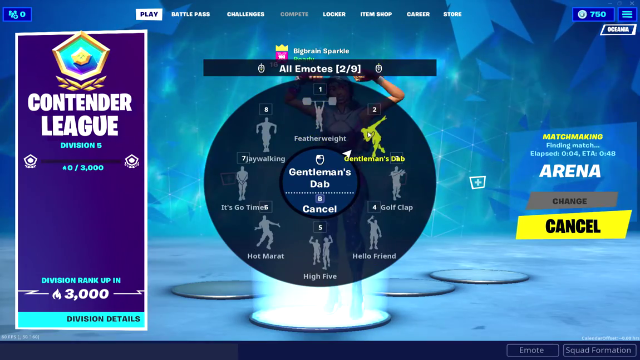 0
PLAY
BATTLE PASS
CHALLENGES
COMPETE
LOCKER
ITEM SHOP
CAREER
STORE
750
OCEANIA
Bigbrain Sparkle
Ready
All Emotes [2/9]
CONTENDER
LEAGUE
DIVISION 5
0 / 3,000
DIVISION RANK UP IN
3,000
DIVISION DETAILS
1
Featherweight
2
Gentleman's Dab
Golf Clap
4
Hello Friend
5
High Five
6
Hot Marat
It's Go Time
7
Jaywalking
8
Gentleman's
Dab
B
Cancel
MATCHMAKING
Finding match...
Elapsed: 0:04, ETA: 0:48
ARENA
CHANGE
CANCEL
Emote
Squad Formation